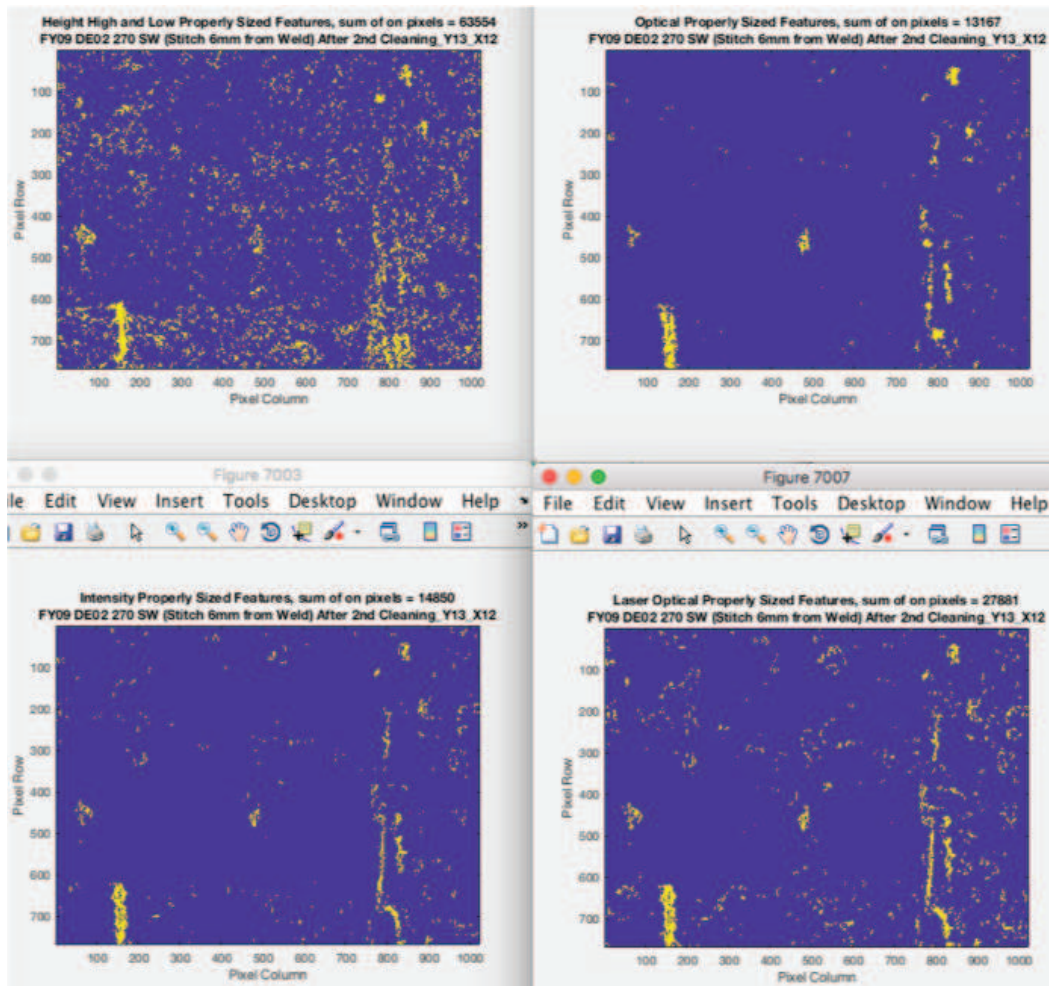 Height High and Low Properly Sized Features, sum of on pixels = 63554
FY09 DE02 270 SW (Stitch 6mm from Weld) After 2nd Cleaning_Y13_X12
100
200
300
400
500
600
700
Pixel Row
100 200 300 400 500 600 700 800 900 1000
Pixel Column
Optical Properly Sized Features, sum of on pixels = 13167
FY09 DE02 270 SW (Stitch 6mm from Weld) After 2nd Cleaning_Y13_X12
100
200
300
400
500
600
700
Pixel Row
100 200 300 400 500 600 700 800 900 1000
Pixel Column
Figure 7003
ile Edit View Insert Tools Desktop Window Help
Intensity Properly Sized Features, sum of on pixels = 14850
FY09 DE02 270 SW (Stitch 6mm from Weld) After 2nd Cleaning_Y13_X12
100
200
300
400
500
600
700
Pixel Row
100 200 300 400 500 600 700 800 900 1000
Pixel Column
Figure 7007
File Edit View Insert Tools Desktop Window Help
Laser Optical Properly Sized Features, sum of on pixels = 27881
FY09 DE02 270 SW (Stitch 6mm from Weld) After 2nd Cleaning_Y13_X12
100
200
300
400
500
600
700
Pixel Row
100 200 300 400 500 600 700 800 900 1000
Pixel Column